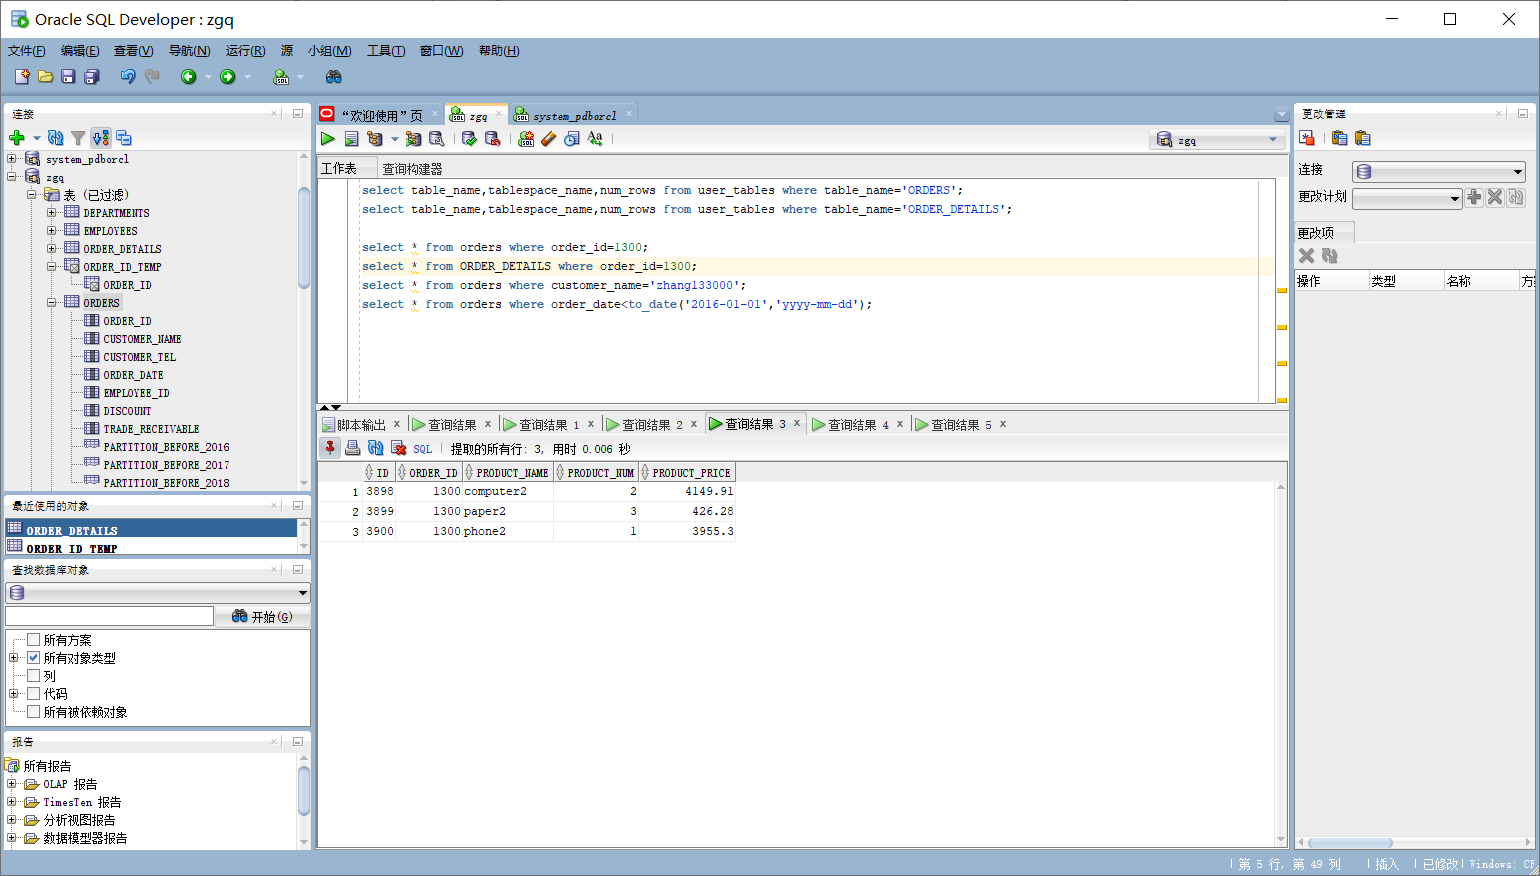 Oracle SQL Developer : zgq
文件(F) 编辑(E) 查看(V) 导航(N) 运行(R) 源 小组(M) 工具(T) 窗口(W) 帮助(H)
连接
system_pdborcl
zgq
表 (已过滤)
DEPARTMENTS
EMPLOYEES
ORDER_DETAILS
ORDER_ID_TEMP
ORDER_ID
ORDERS
ORDER_ID
CUSTOMER_NAME
CUSTOMER_TEL
ORDER_DATE
EMPLOYEE_ID
DISCOUNT
TRADE_RECEIVABLE
PARTITION_BEFORE_2016
PARTITION_BEFORE_2017
PARTITION_BEFORE_2018
最近使用的对象
ORDER_DETAILS
ORDER_ID_TEMP
查找数据库对象
开始(G)
所有方案
所有对象类型
列
代码
所有被依赖对象
报告
所有报告
OLAP 报告
TimesTen 报告
分析视图报告
数据模型器报告
“欢迎使用”页 zgq system_pdborcl
SQL Aa zgq
工作表 查询构建器
select table_name,tablespace_name,num_rows from user_tables where table_name='ORDERS';
select table_name,tablespace_name,num_rows from user_tables where table_name='ORDER_DETAILS';
select * from orders where order_id=1300;
select * from ORDER_DETAILS where order_id=1300;
select * from orders where customer_name='zhang133000';
select * from orders where order_date<to_date('2016-01-01','yyyy-mm-dd');
脚本输出 × 查询结果 × 查询结果 1 × 查询结果 2 × 查询结果 3 × 查询结果 4 × 查询结果 5 ×
SQL 提取的所有行: 3, 用时 0.006 秒
ID ORDER_ID PRODUCT_NAME PRODUCT_NUM PRODUCT_PRICE
1 3898 1300 computer2 2 4149.91
2 3899 1300 paper2 3 426.28
3 3900 1300 phone2 1 3955.3
更改管理
连接
更改计划
更改项
操作 类型 名称 方
第 5 行, 第 49 列 插入 已修改 Windows: CF